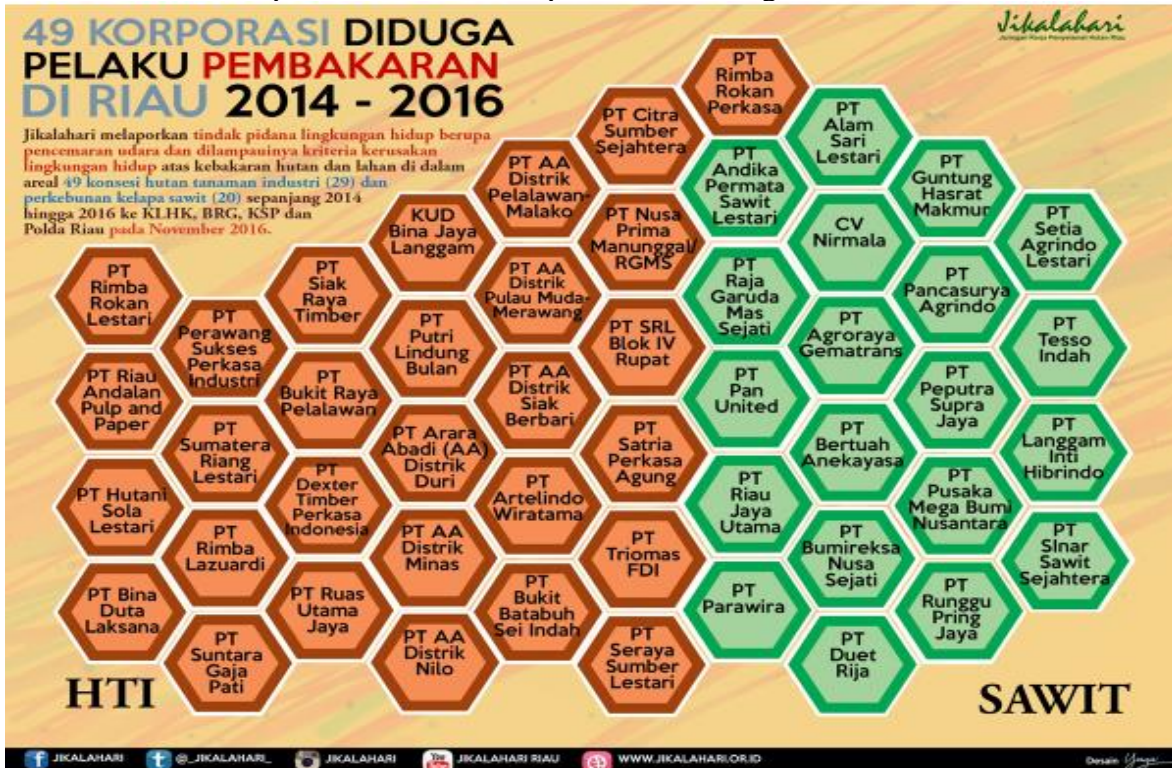 Jikalahari
49 KORPORASI DIDUGA
PELAKU PEMBAKARAN
DI RIAU 2014 - 2016
Jikalahari melaporkan tindak pidana lingkungan hidup berupa
pencemaran udara dan dilampauinya kriteria kerusakan
lingkungan hidup atas kebakaran hutan dan lahan di dalam
areal 49 konsesi hutan tanaman industri (29) dan
perkebunan kelapa sawit (20) sepanjang 2014
hingga 2016 ke KLHK, BRG, KSP dan
Polda Riau pada November 2016.
PT
Rimba
Rokan
Lestari
PT Riau
Andalan
Pulp and
Paper
PT Hutani
Sola
Lestari
PT Bina
Duta
Laksana
PT
Perawang
Sukses
Perkasa
Industri
PT
Sumatera
Riang
Lestari
PT
Rimba
Lazuardi
PT
Suntara
Gaja
Pati
PT
Siak
Raya
Timber
PT
Bukit Raya
Pelalawan
PT
Dexter
Timber
Perkasa
Indonesia
PT Ruas
Utama
Jaya
KUD
Bina Jaya
Langgam
PT
Putri
Lindung
Bulan
PT Arara
Abadi (AA)
Distrik
Duri
PT AA
Distrik
Minas
PT AA
Distrik
Nilo
PT AA
Distrik
Pelalawan-
Malako
PT AA
Distrik
Pulau Muda-
Merawang
PT AA
Distrik
Siak
Berbari
PT
Artelindo
Wiratama
PT
Bukit
Batabuh
Sei Indah
PT Citra
Sumber
Sejahtera
PT Nusa
Prima
Manunggal/
RGMS
PT SRL
Blok IV
Rupat
PT
Satria
Perkasa
Agung
PT
Triomas
FDI
PT
Seraya
Sumber
Lestari
PT
Rimba
Rokan
Perkasa
PT
Andika
Permata
Sawit
Lestari
PT
Raja
Garuda
Mas
Sejati
PT
Pan
United
PT
Riau
Jaya
Utama
PT
Parawira
PT
Alam
Sari
Lestari
CV
Nirmala
PT
Agroraya
Gematrans
PT
Bertuah
Anekayasa
PT
Bumireksa
Nusa
Sejati
PT
Duet
Rija
PT
Guntung
Hasrat
Makmur
PT
Pancasurya
Agrindo
PT
Peputra
Supra
Jaya
PT
Pusaka
Mega Bumi
Nusantara
PT
Runggu
Pring
Jaya
PT
Setia
Agrindo
Lestari
PT
Tesso
Indah
PT
Langgam
Inti
Hibrindo
PT
SInar
Sawit
Sejahtera
HTI
SAWIT
JIKALAHARI
@_JIKALAHARI_
JIKALAHARI
JIKALAHARI RIAU
WWW.JIKALAHARI.OR.ID
Desain